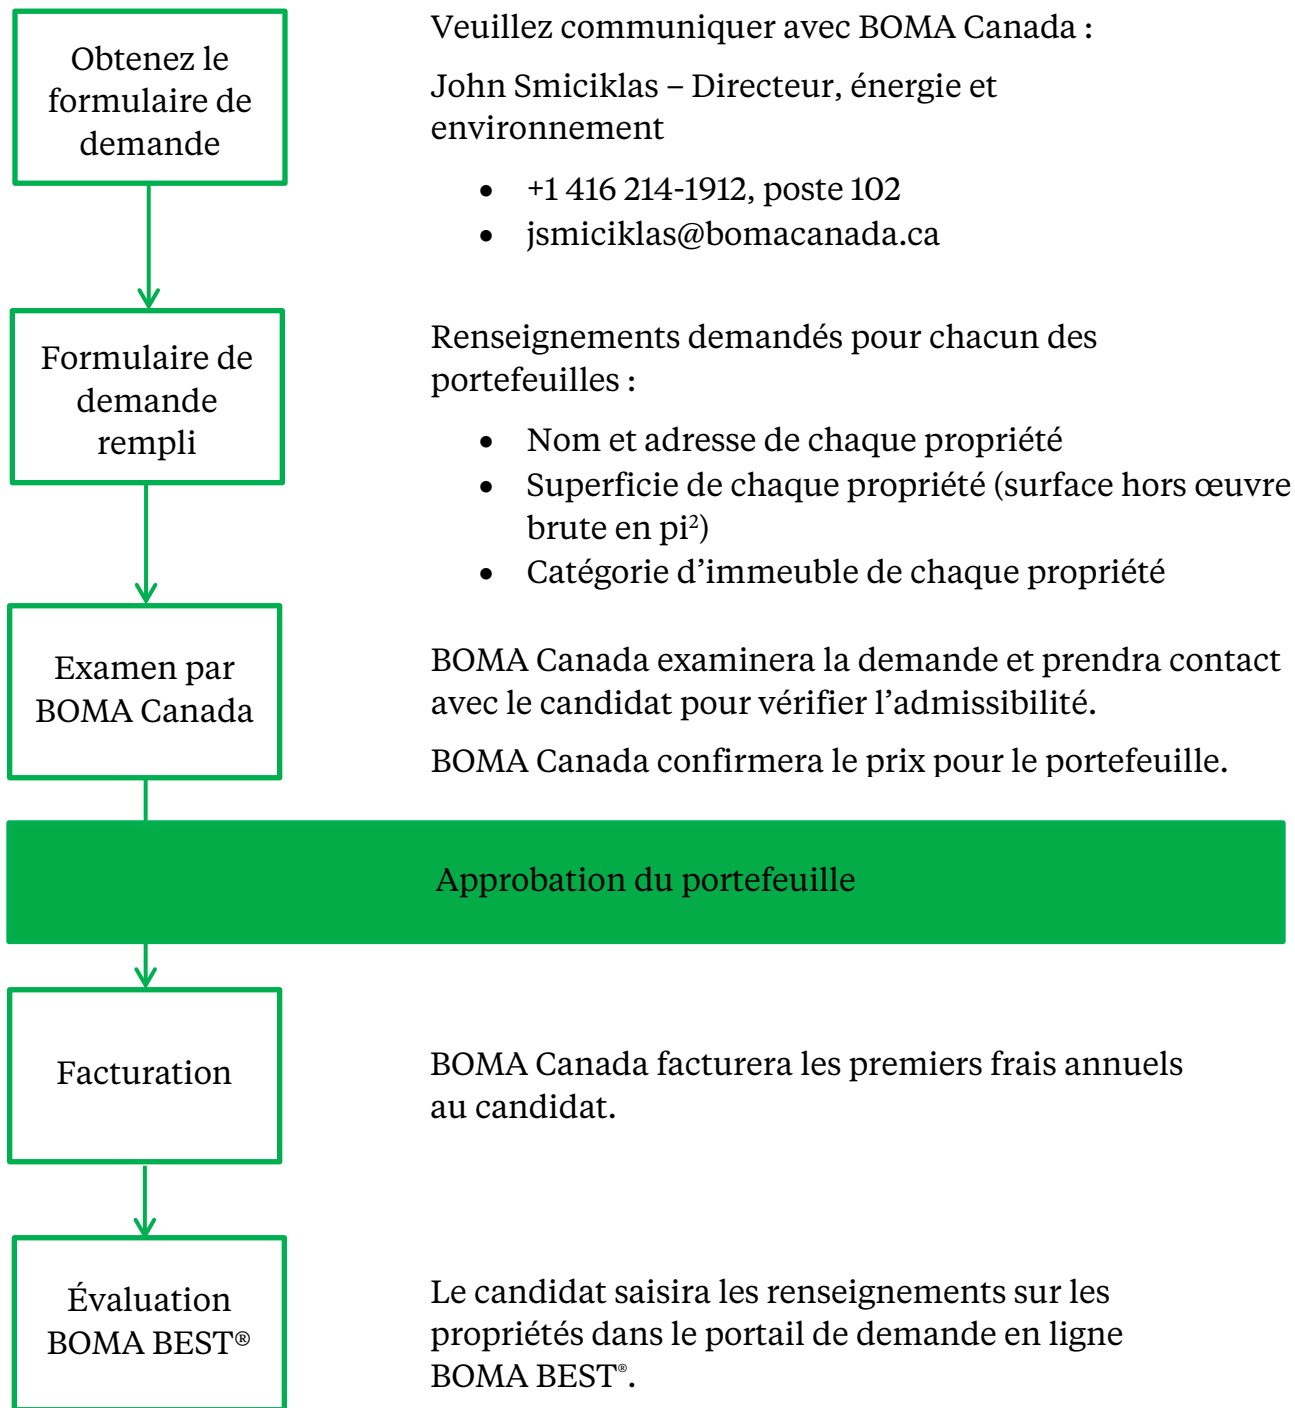 Obtenez le
formulaire de
demande
Veuillez communiquer avec BOMA Canada :
John Smiciklas – Directeur, énergie et
environnement
• +1 416 214-1912, poste 102
• jsmiciklas@bomacanada.ca
Formulaire de
demande
rempli
Renseignements demandés pour chacun des
portefeuilles :
• Nom et adresse de chaque propriété
• Superficie de chaque propriété (surface hors œuvre
brute en pi²)
• Catégorie d’immeuble de chaque propriété
Examen par
BOMA Canada
BOMA Canada examinera la demande et prendra contact
avec le candidat pour vérifier l’admissibilité.
BOMA Canada confirmera le prix pour le portefeuille.
Approbation du portefeuille
Facturation
BOMA Canada facturera les premiers frais annuels
au candidat.
Évaluation
BOMA BEST®
Le candidat saisira les renseignements sur les
propriétés dans le portail de demande en ligne
BOMA BEST®.